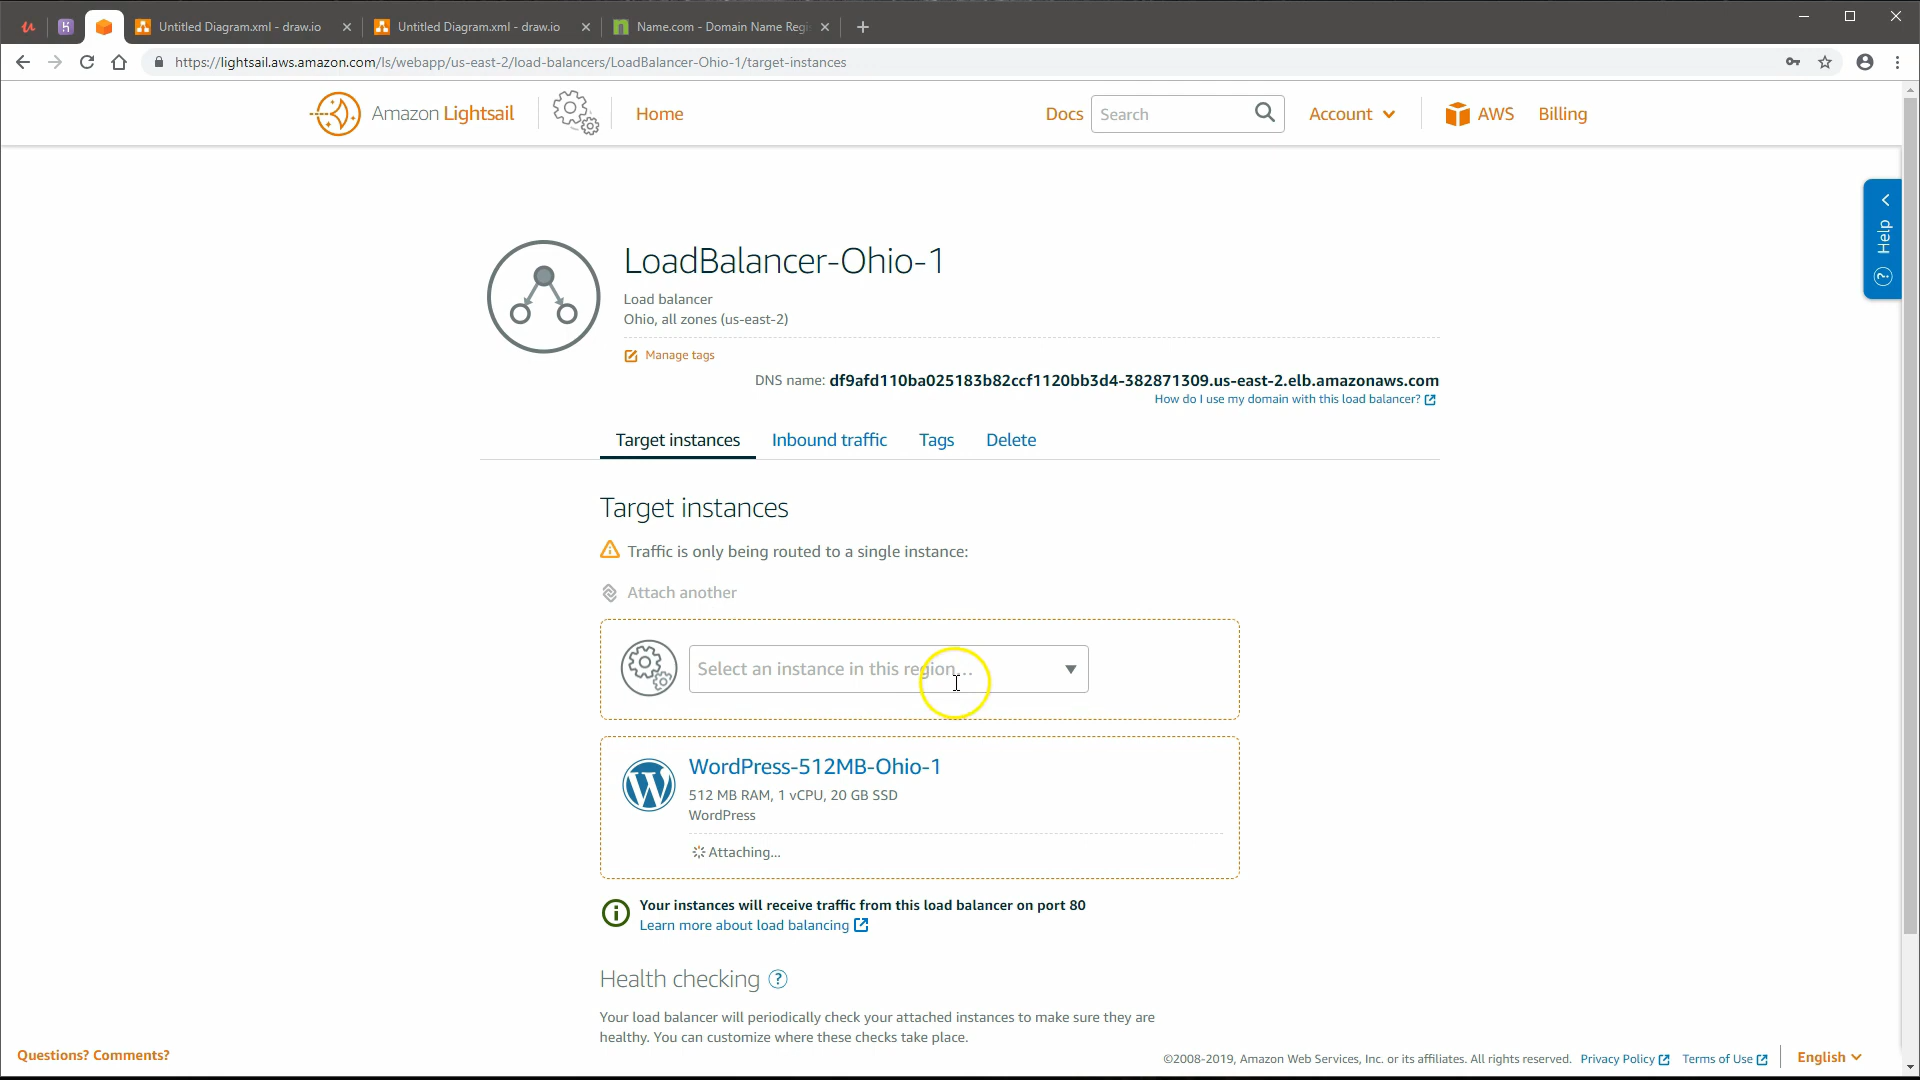 Untitled Diagram.xml - draw.io
Untitled Diagram.xml - draw.io
Name.com - Domain Name Regi
https://lightsail.aws.amazon.com/ls/webapp/us-east-2/load-balancers/LoadBalancer-Ohio-1/target-instances
Amazon Lightsail
Home
Docs
Search
Account
AWS
Billing
Help
LoadBalancer-Ohio-1
Load balancer
Ohio, all zones (us-east-2)
Manage tags
DNS name: df9afd110ba025183b82ccf1120bb3d4-382871309.us-east-2.elb.amazonaws.com
How do I use my domain with this load balancer?
Target instances
Inbound traffic
Tags
Delete
Target instances
Traffic is only being routed to a single instance:
Attach another
Select an instance in this region...
WordPress-512MB-Ohio-1
512 MB RAM, 1 vCPU, 20 GB SSD
WordPress
Attaching...
Your instances will receive traffic from this load balancer on port 80
Learn more about load balancing
Health checking ?
Your load balancer will periodically check your attached instances to make sure they are
healthy. You can customize where these checks take place.
Questions? Comments?
©2008-2019, Amazon Web Services, Inc. or its affiliates. All rights reserved.
Privacy Policy
Terms of Use
English